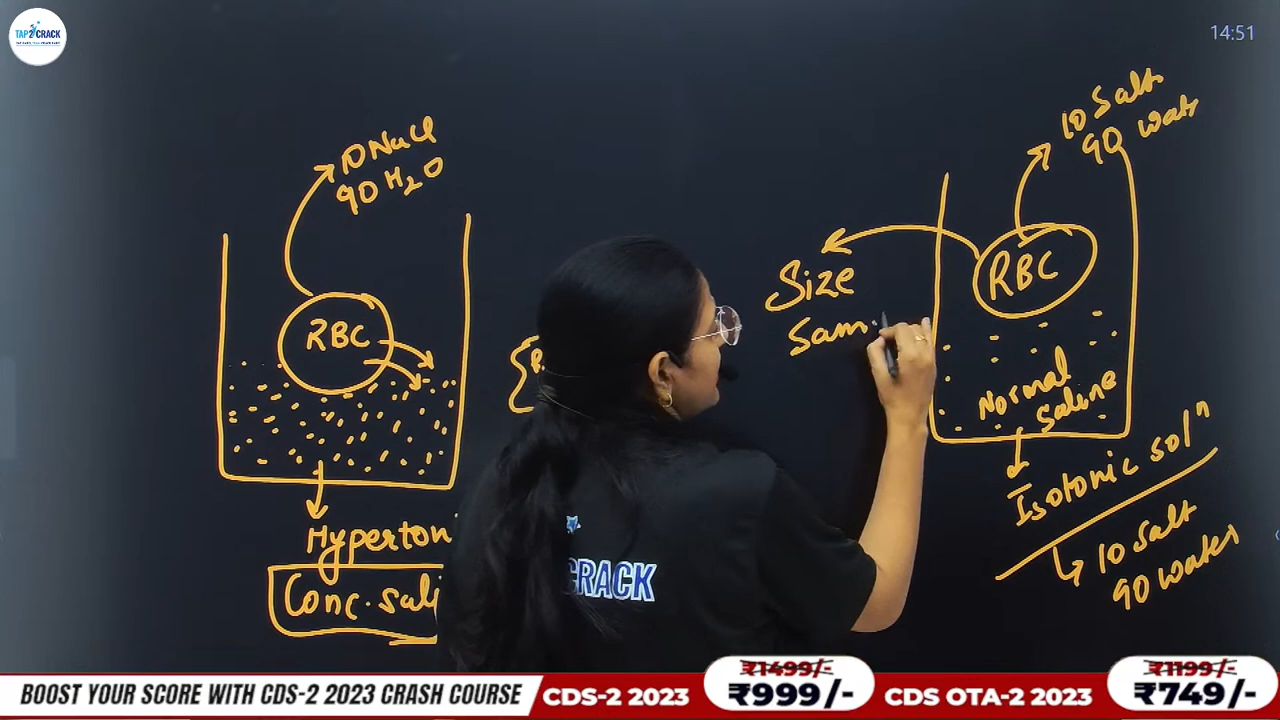 TAP2CRACK
14:51
10 NaCl
90 H2O
RBC
Hyperton
Conc. sali
10 Salt
90 Wate
RBC
Size
Sam
Normal
Saline
Isotonic solⁿ
10 Salt
90 water
CRACK
BOOST YOUR SCORE WITH CDS-2 2023 CRASH COURSE
CDS-2 2023
₹1499/-
₹999/-
CDS OTA-2 2023
₹1199/-
₹749/-